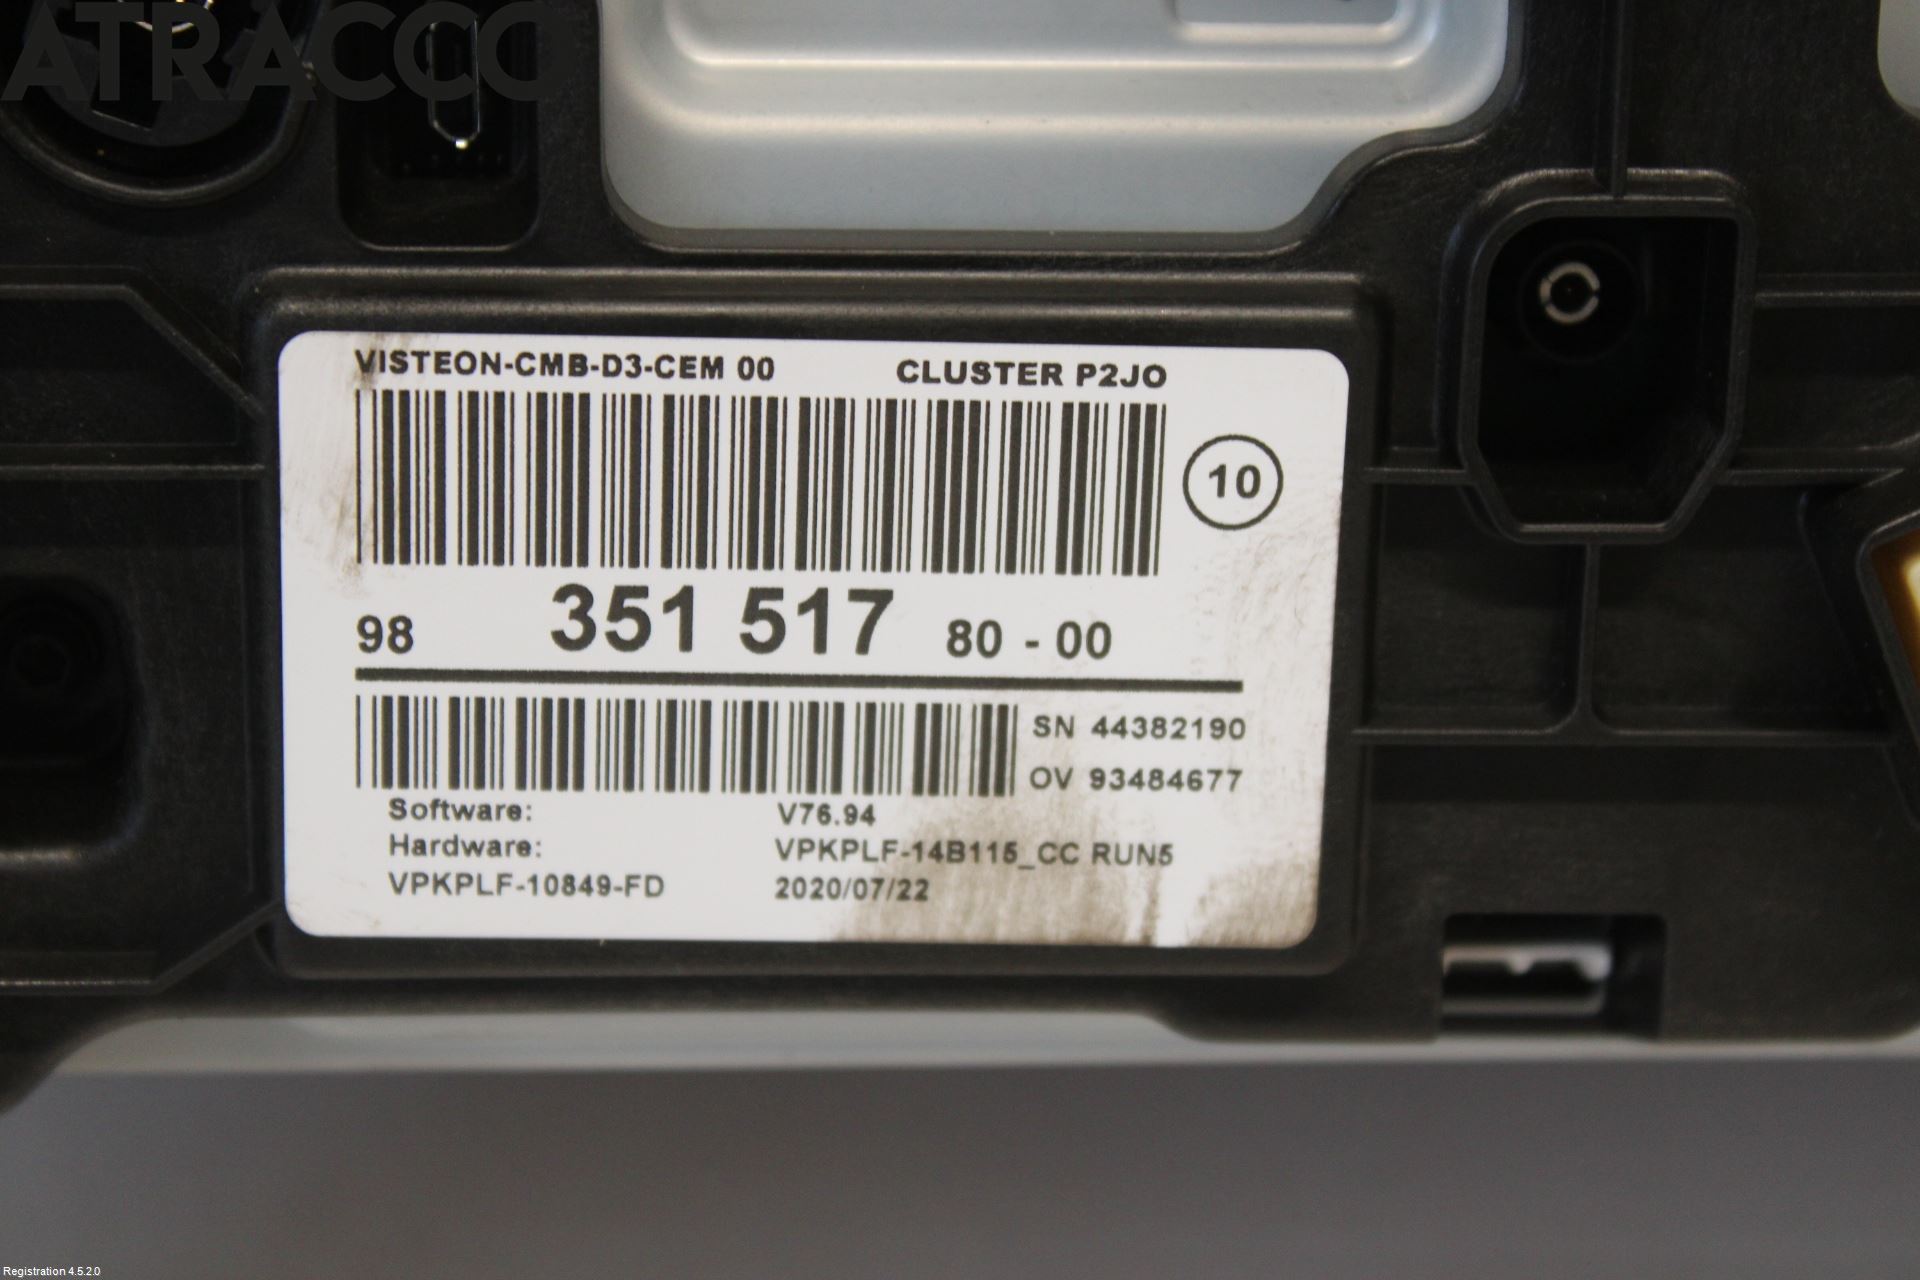 ATRACCO
VISTEON-CMB-D3-CEM 00 CLUSTER P2JO
10
98 351 517 80 - 00
SN 44382190
OV 93484677
Software: V76.94
Hardware: VPKPLF-14B115_CC RUN5
VPKPLF-10849-FD 2020/07/22
Registration 4.5.2.0